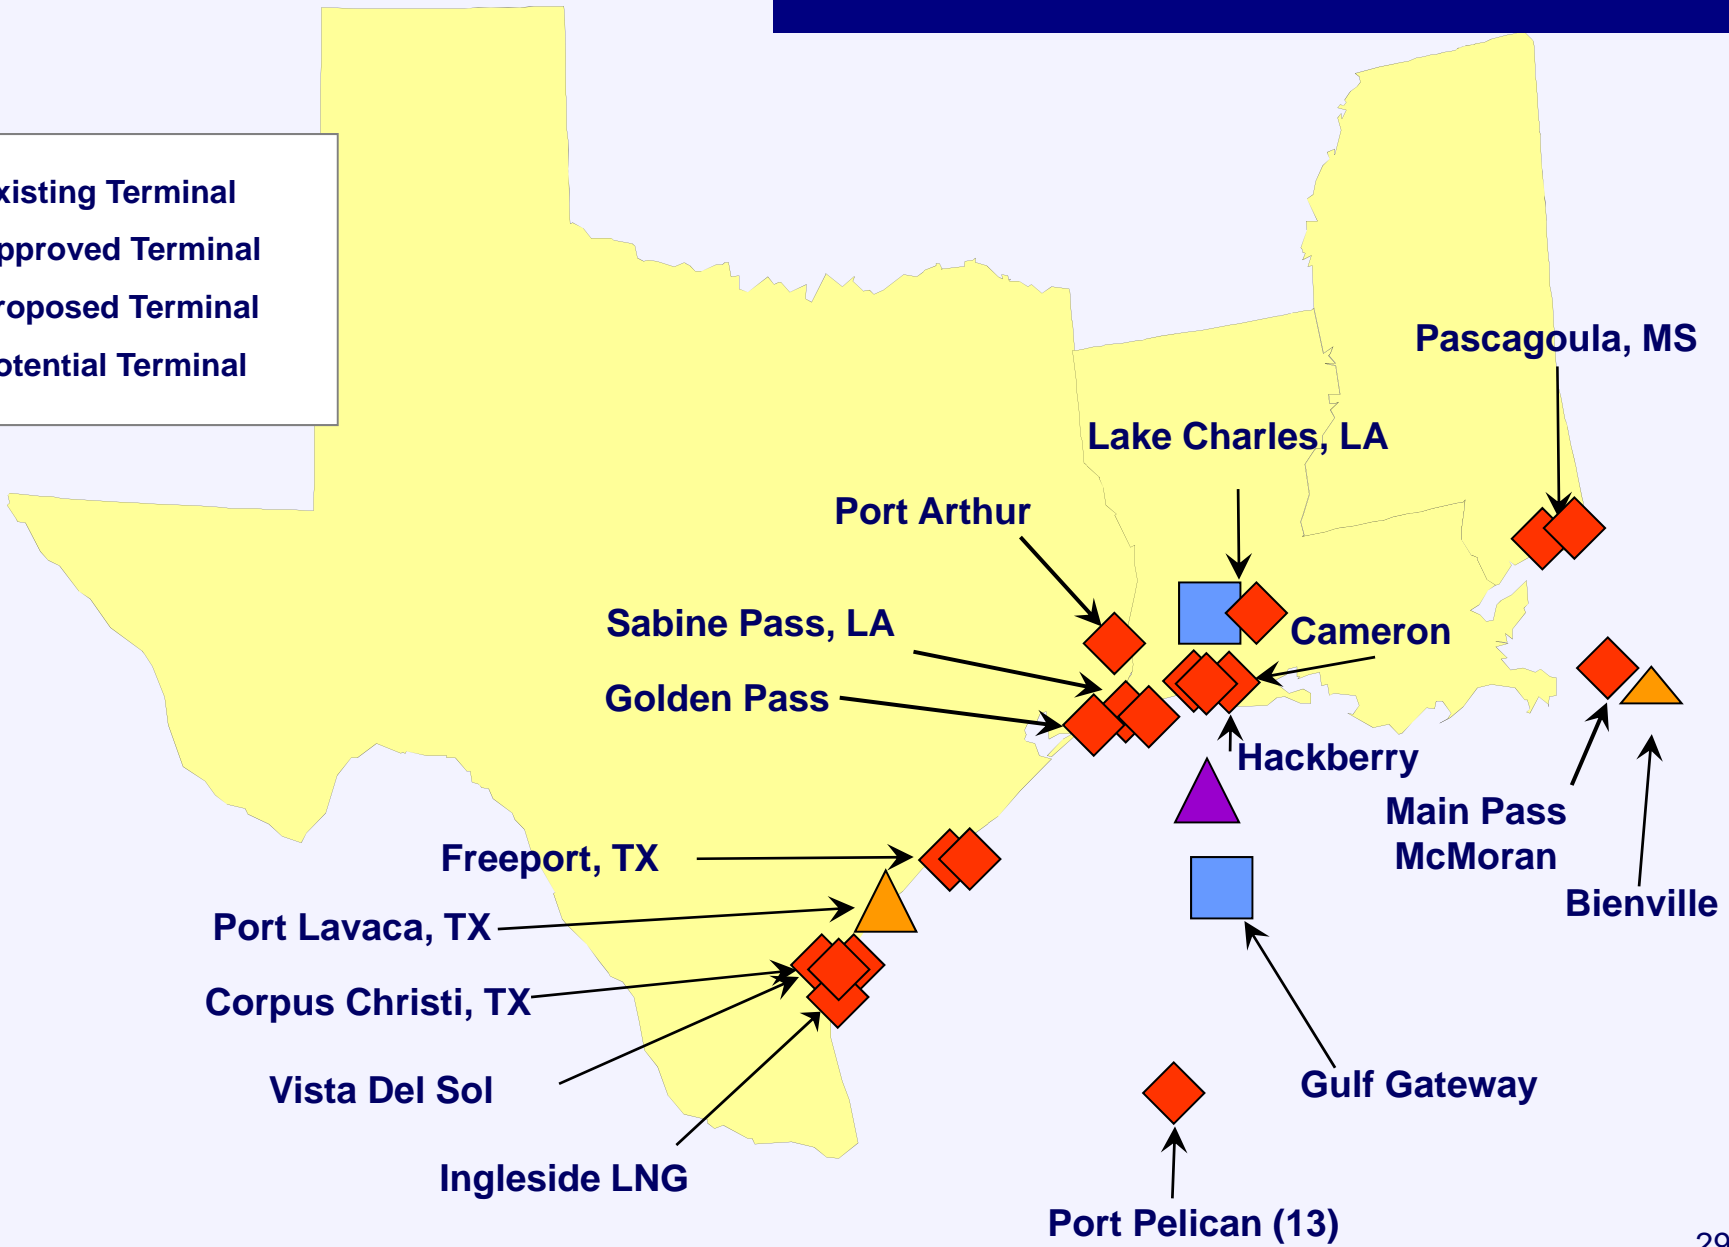 xisting Terminal
pproved Terminal
roposed Terminal
otential Terminal
Pascagoula, MS
Lake Charles, LA
Port Arthur
Sabine Pass, LA
Cameron
Golden Pass
Hackberry
Main Pass
McMoran
Freeport, TX
Bienville
Port Lavaca, TX
Corpus Christi, TX
Vista Del Sol
Gulf Gateway
Ingleside LNG
Port Pelican (13)
29